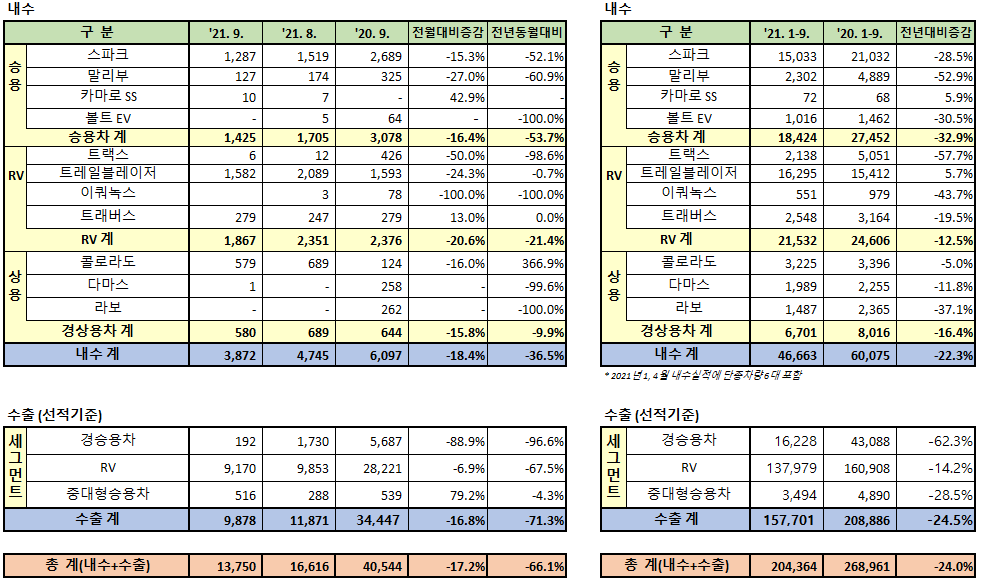 내수
구 분 '21. 9. '21. 8. '20. 9. 전월대비증감 전년동월대비
승용
스파크 1,287 1,519 2,689 -15.3% -52.1%
말리부 127 174 325 -27.0% -60.9%
카마로 SS 10 7 - 42.9% -
볼트 EV - 5 64 - -100.0%
승용차 계 1,425 1,705 3,078 -16.4% -53.7%
RV
트랙스 6 12 426 -50.0% -98.6%
트레일블레이저 1,582 2,089 1,593 -24.3% -0.7%
이쿼녹스 3 78 -100.0% -100.0%
트래버스 279 247 279 13.0% 0.0%
RV 계 1,867 2,351 2,376 -20.6% -21.4%
상용
콜로라도 579 689 124 -16.0% 366.9%
다마스 1 - 258 - -99.6%
라보 - - 262 - -100.0%
경상용차 계 580 689 644 -15.8% -9.9%
내수 계 3,872 4,745 6,097 -18.4% -36.5%
수출 (선적기준)
세그먼트
경승용차 192 1,730 5,687 -88.9% -96.6%
RV 9,170 9,853 28,221 -6.9% -67.5%
중대형승용차 516 288 539 79.2% -4.3%
수출 계 9,878 11,871 34,447 -16.8% -71.3%
총 계(내수+수출) 13,750 16,616 40,544 -17.2% -66.1%
내수
구 분 '21. 1-9. '20. 1-9. 전년대비증감
승용
스파크 15,033 21,032 -28.5%
말리부 2,302 4,889 -52.9%
카마로 SS 72 68 5.9%
볼트 EV 1,016 1,462 -30.5%
승용차 계 18,424 27,452 -32.9%
RV
트랙스 2,138 5,051 -57.7%
트레일블레이저 16,295 15,412 5.7%
이쿼녹스 551 979 -43.7%
트래버스 2,548 3,164 -19.5%
RV 계 21,532 24,606 -12.5%
상용
콜로라도 3,225 3,396 -5.0%
다마스 1,989 2,255 -11.8%
라보 1,487 2,365 -37.1%
경상용차 계 6,701 8,016 -16.4%
내수 계 46,663 60,075 -22.3%
* 2021년 1, 4월 내수실적에 단종차량 6대 포함
수출 (선적기준)
세그먼트
경승용차 16,228 43,088 -62.3%
RV 137,979 160,908 -14.2%
중대형승용차 3,494 4,890 -28.5%
수출 계 157,701 208,886 -24.5%
총 계(내수+수출) 204,364 268,961 -24.0%